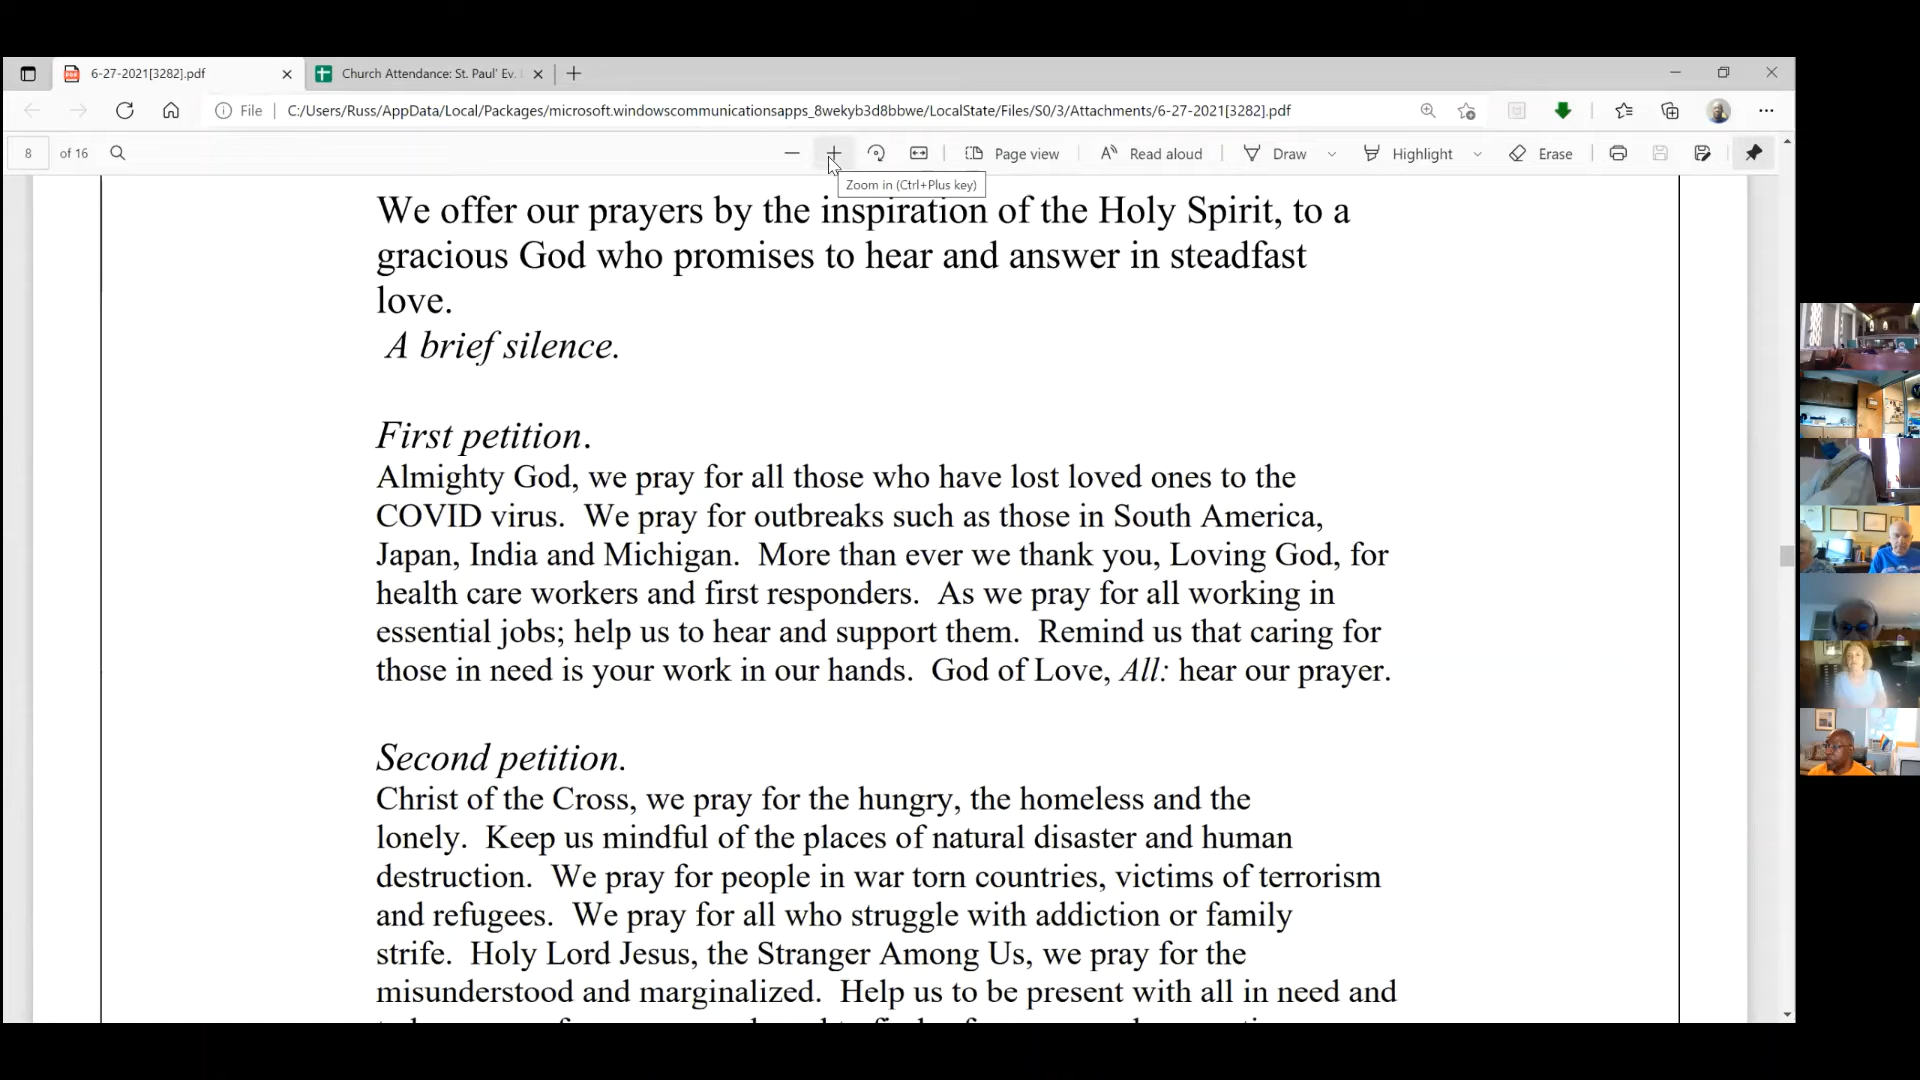 6-27-2021[3282].pdf
Church Attendance: St. Paul' Ev.
File
C:/Users/Russ/AppData/Local/Packages/microsoft.windowscommunicationsapps_8wekyb3d8bbwe/LocalState/Files/S0/3/Attachments/6-27-2021[3282].pdf
8 of 16
Page view
Read aloud
Draw
Highlight
Erase
Zoom in (Ctrl+Plus key)
We offer our prayers by the inspiration of the Holy Spirit, to a
gracious God who promises to hear and answer in steadfast
love.
A brief silence.
First petition.
Almighty God, we pray for all those who have lost loved ones to the
COVID virus.  We pray for outbreaks such as those in South America,
Japan, India and Michigan.  More than ever we thank you, Loving God, for
health care workers and first responders.  As we pray for all working in
essential jobs; help us to hear and support them.  Remind us that caring for
those in need is your work in our hands.  God of Love, All: hear our prayer.
Second petition.
Christ of the Cross, we pray for the hungry, the homeless and the
lonely.  Keep us mindful of the places of natural disaster and human
destruction.  We pray for people in war torn countries, victims of terrorism
and refugees.  We pray for all who struggle with addiction or family
strife.  Holy Lord Jesus, the Stranger Among Us, we pray for the
misunderstood and marginalized.  Help us to be present with all in need and